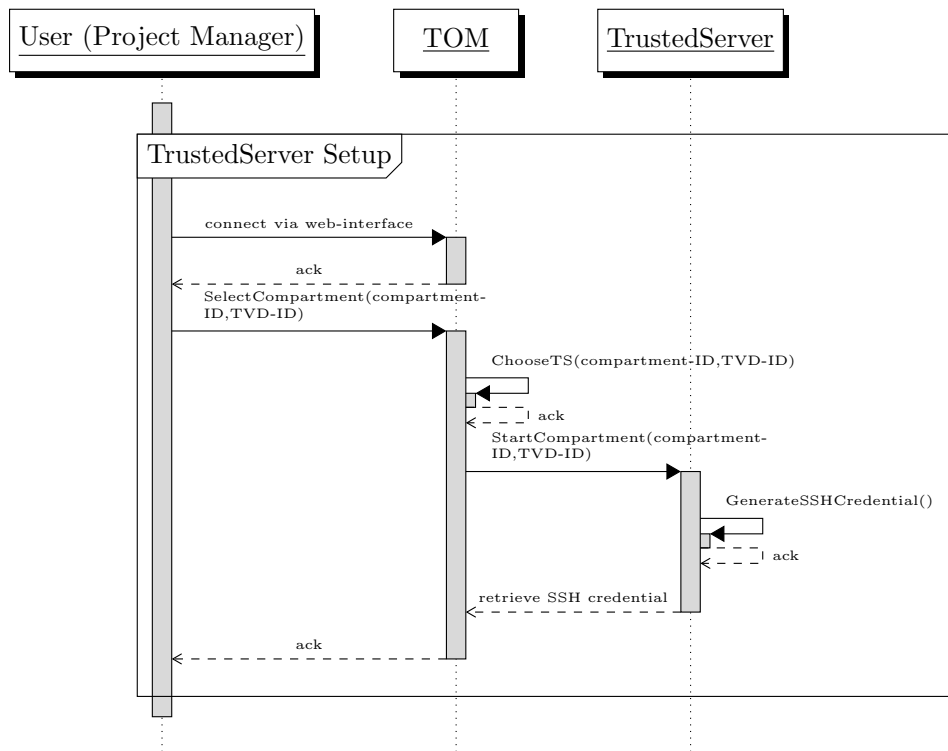 User (Project Manager)
TOM
TrustedServer
TrustedServer Setup
connect via web-interface
ack
SelectCompartment(compartment-
ID,TVD-ID)
ChooseTS(compartment-ID,TVD-ID)
ack
StartCompartment(compartment-
ID,TVD-ID)
GenerateSSHCredential()
ack
retrieve SSH credential
ack